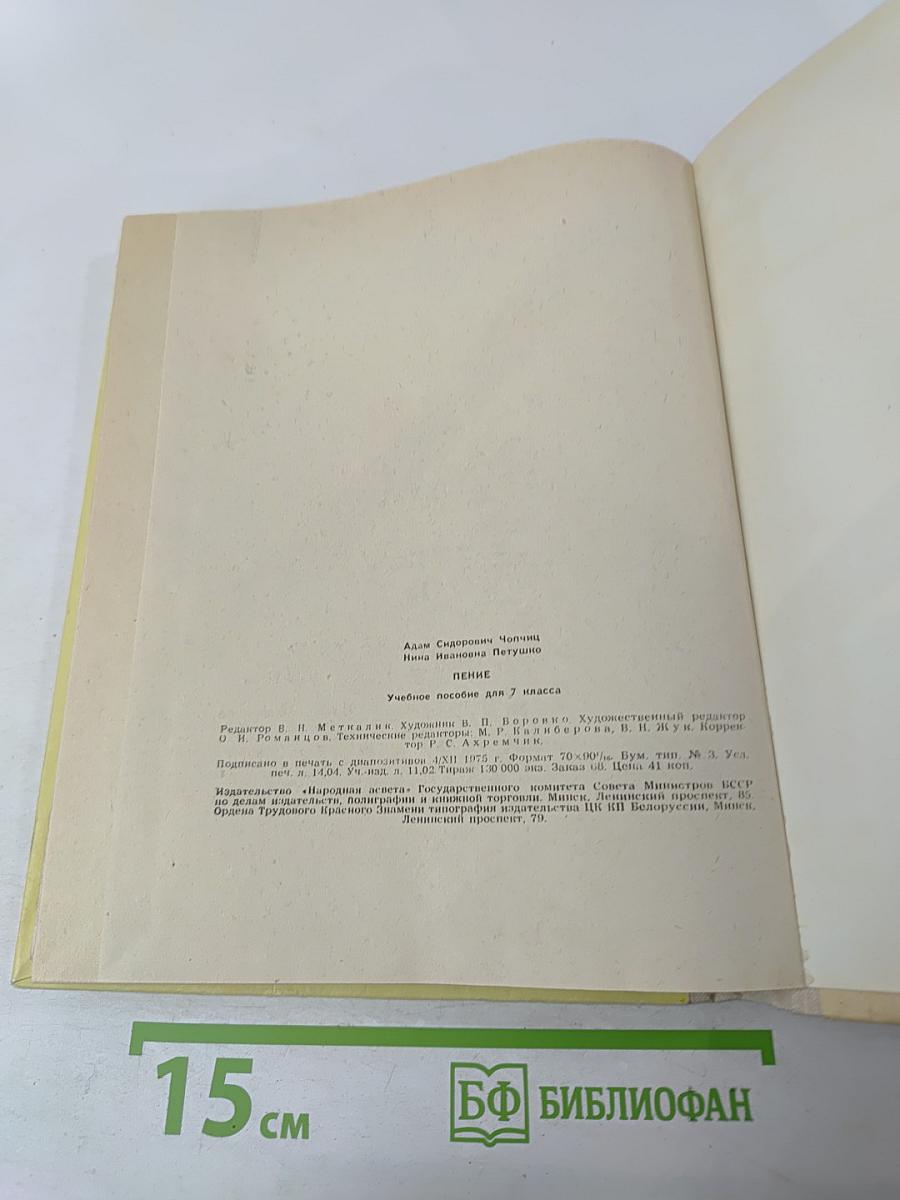 Адам Сидорович Чопчиц
Нина Ивановна Петушко
ПЕНИЕ
Учебное пособие для 7 класса
Редактор В. Н. Меткалик. Художник В. П. Боровко. Художественный редактор
О. И. Романцов. Технические редакторы: М. Р. Калиберова, В. Н. Жук. Коррек-
тор Р. С. Ахремчик.
Подписано в печать с диапозитивов 4/XII 1975 г. Формат 70×90¹/₁₆. Бум. тип. № 3. Усл.
печ. л. 14,04. Уч.-изд. л. 11,02 Тираж 130 000 экз. Заказ 68. Цена 41 коп.
Издательство «Народная асвета» Государственного комитета Совета Министров БССР
по делам издательств, полиграфии и книжной торговли. Минск, Ленинский проспект, 85.
Ордена Трудового Красного Знамени типография издательства ЦК КП Белоруссии, Минск,
Ленинский проспект, 79.
15 см
БФ БИБЛИОФАН